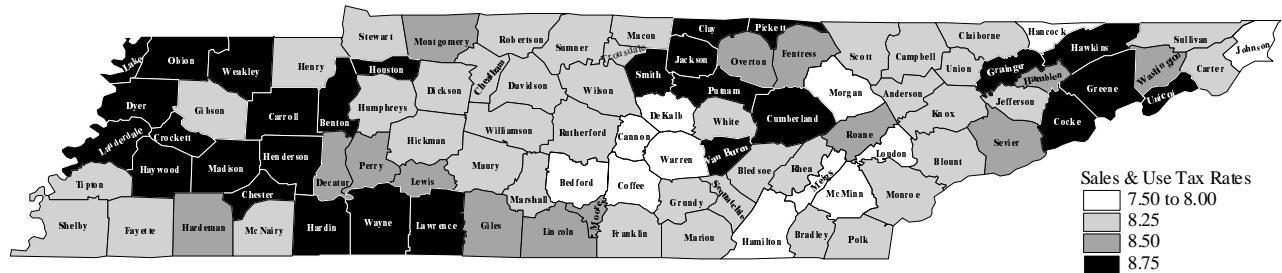 Stewart
Montgomery
Robertson
Sumner
Macon
Trousdale
Clay
Pickett
Scott
Campbell
Claiborne
Hancock
Hawkins
Sullivan
Johnson
Lake
Obion
Weakley
Henry
Houston
Cheatham
Davidson
Wilson
Smith
Jackson
Overton
Fentress
Union
Grainger
Hamblen
Washington
Carter
Unicoi
Greene
Dyer
Gibson
Carroll
Benton
Humphreys
Dickson
Putnam
Morgan
Anderson
Knox
Jefferson
Cocke
Lauderdale
Crockett
Haywood
Madison
Henderson
Decatur
Perry
Hickman
Williamson
Rutherford
Cannon
DeKalb
White
Cumberland
Van Buren
Warren
Roane
Loudon
Blount
Sevier
Tipton
Chester
Lewis
Maury
Marshall
Bedford
Coffee
Grundy
Sequatchie
Bledsoe
Rhea
Meigs
McMinn
Monroe
Shelby
Fayette
Hardeman
McNairy
Hardin
Wayne
Lawrence
Giles
Lincoln
Moore
Franklin
Marion
Hamilton
Bradley
Polk
Sales & Use Tax Rates
7.50 to 8.00
8.25
8.50
8.75